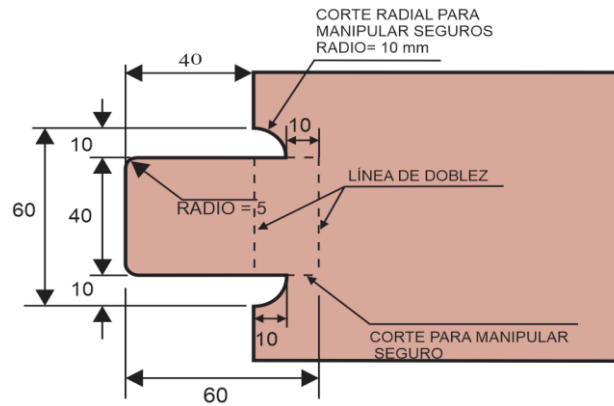 CORTE RADIAL PARA
MANIPULAR SEGUROS
RADIO= 10 mm
40
10
10
60
40
10
RADIO = 5
LÍNEA DE DOBLEZ
10
CORTE PARA MANIPULAR
SEGURO
60